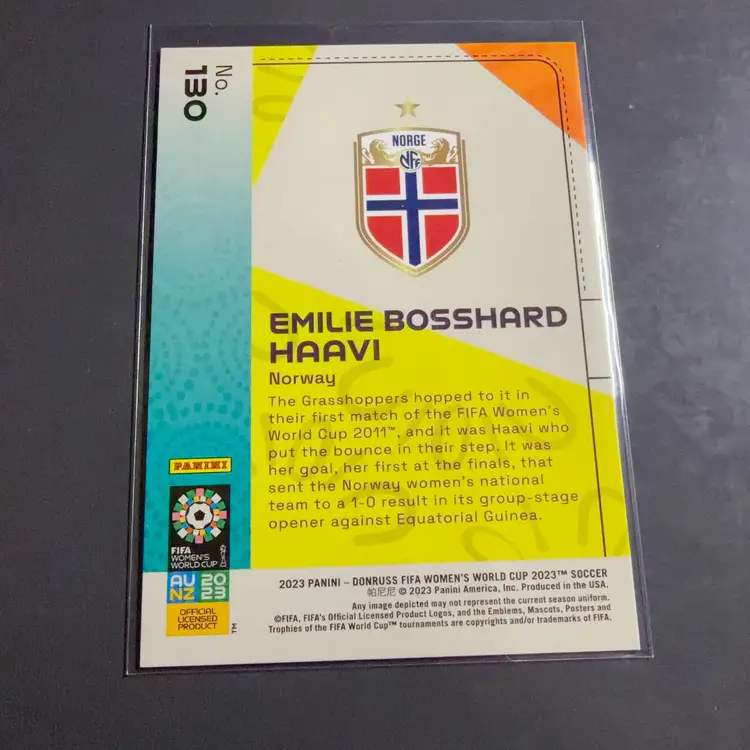 No.
130
NORGE
NFF
EMILIE BOSSHARD
HAAVI
Norway
The Grasshoppers hopped to it in
their first match of the FIFA Women's
World Cup 2011™, and it was Haavi who
put the bounce in their step. It was
her goal, her first at the finals, that
sent the Norway women's national
team to a 1-0 result in its group-stage
opener against Equatorial Guinea.
PANINI
FIFA
WOMEN'S
WORLD CUP
AU 20
NZ 23
OFFICIAL
LICENSED
PRODUCT
TM
2023 PANINI – DONRUSS FIFA WOMEN'S WORLD CUP 2023™ SOCCER
帕尼尼 © 2023 Panini America, Inc. Produced in the USA.
Any image depicted may not represent the current season uniform.
©FIFA, FIFA's Official Licensed Product Logos, and the Emblems, Mascots, Posters and
Trophies of the FIFA World Cup™ tournaments are copyrights and/or trademarks of FIFA.